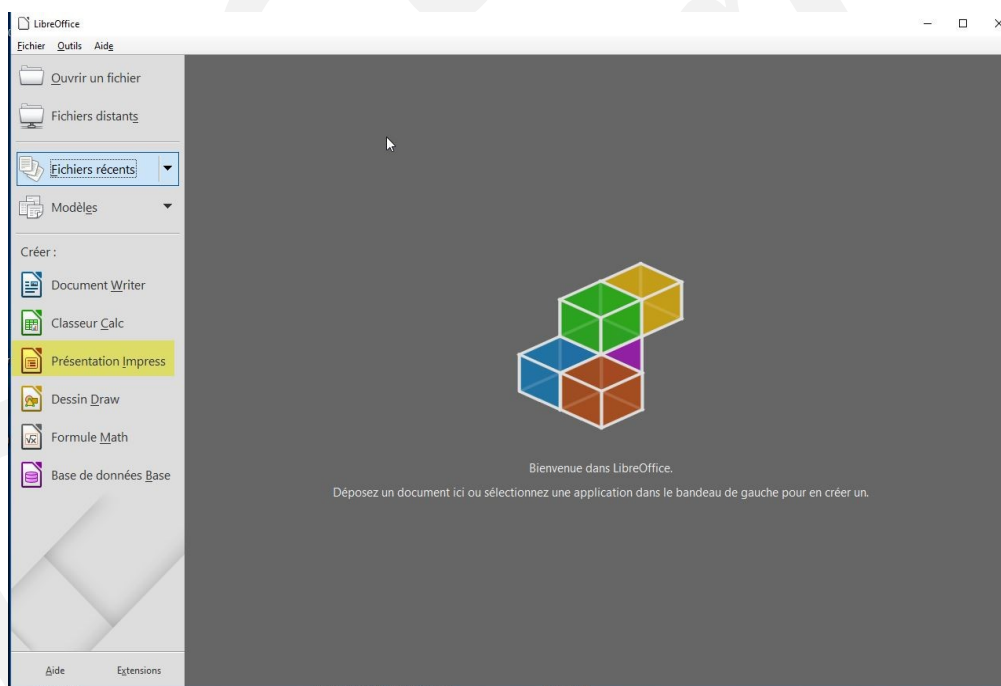 LibreOffice
Fichier Outils Aide
Ouvrir un fichier
Fichiers distants
Fichiers récents
Modèles
Créer :
Document Writer
Classeur Calc
Présentation Impress
Dessin Draw
Formule Math
Base de données Base
Aide Extensions
Bienvenue dans LibreOffice.
Déposez un document ici ou sélectionnez une application dans le bandeau de gauche pour en créer un.